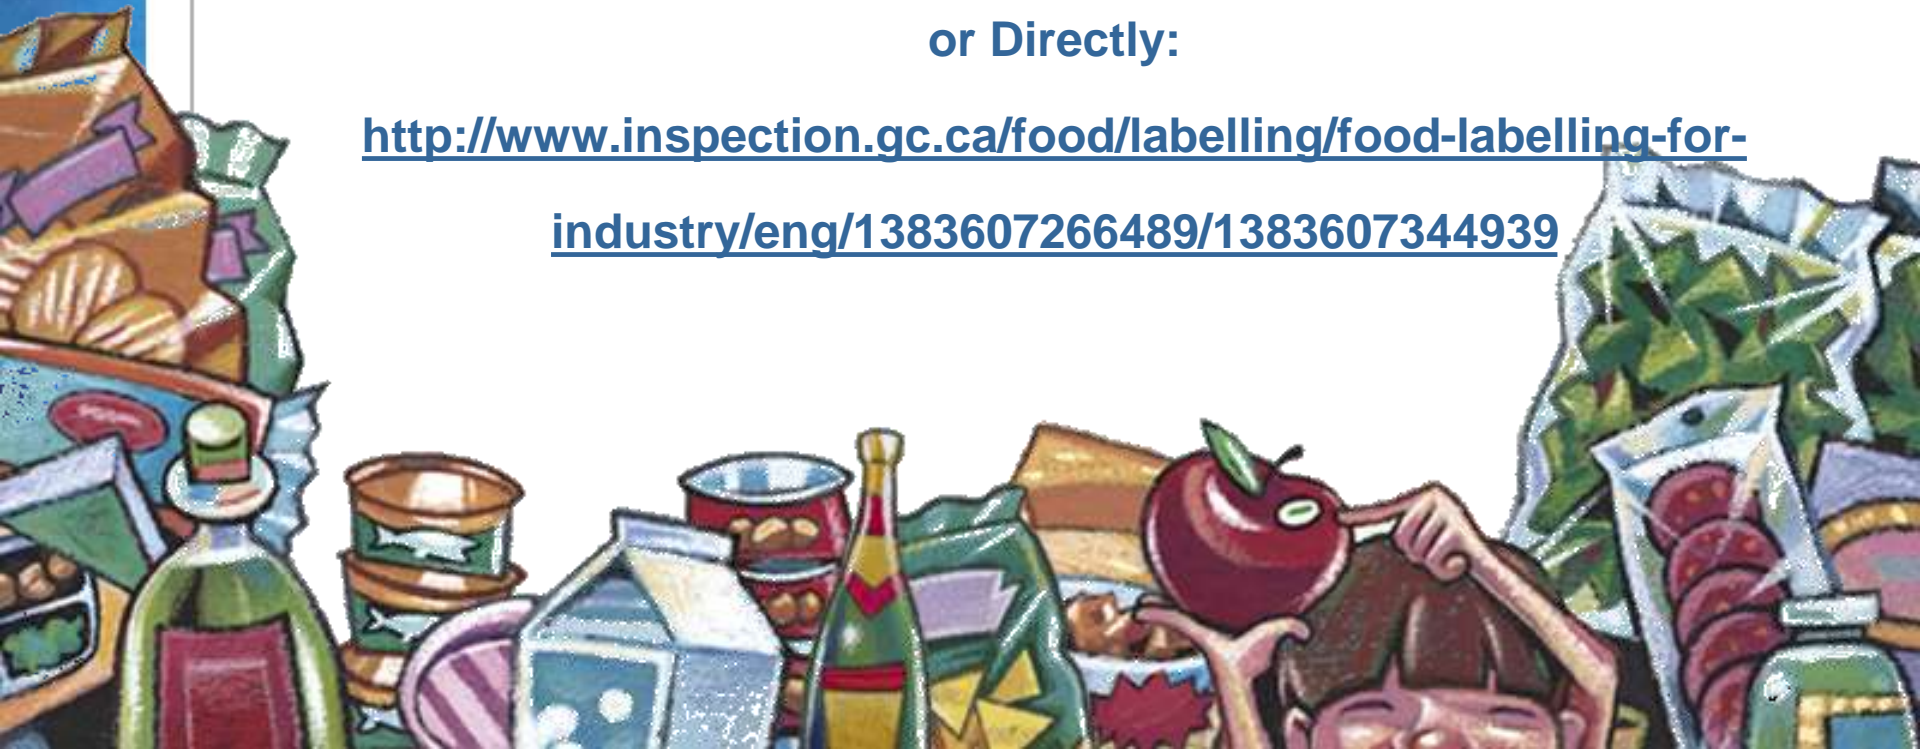 or Directly:
http://www.inspection.gc.ca/food/labelling/food-labelling-for-
industry/eng/1383607266489/1383607344939